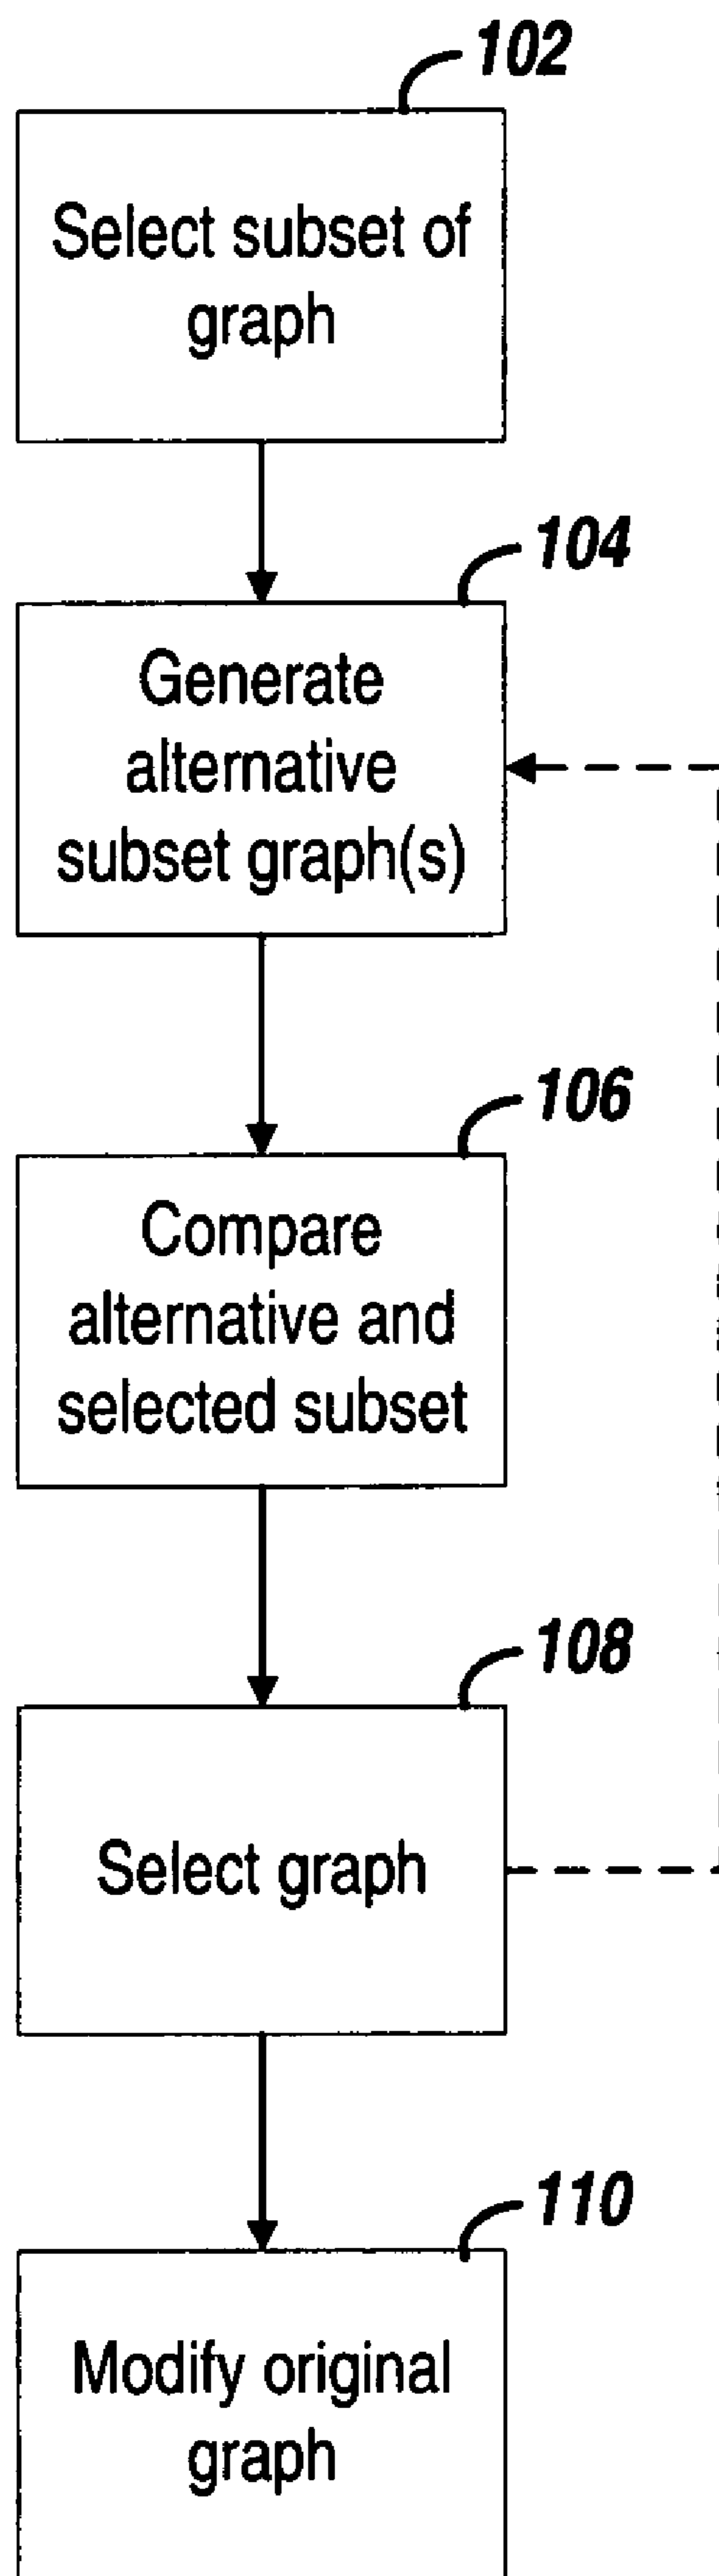 102
Select subset of
graph
104
Generate
alternative
subset graph(s)
106
Compare
alternative and
selected subset
108
Select graph
110
Modify original
graph